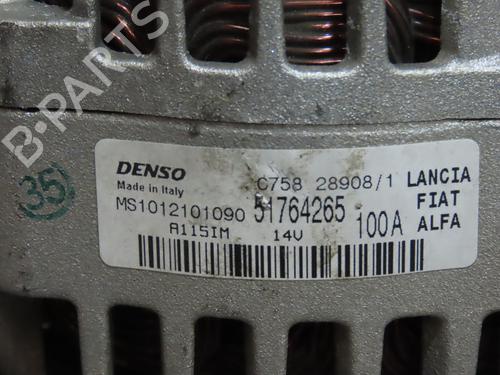 B-PARTS
35
DENSO C758 28908/1 LANCIA
Made in Italy FIAT
MS1012101090 51764265 100A ALFA
A115IM 14V